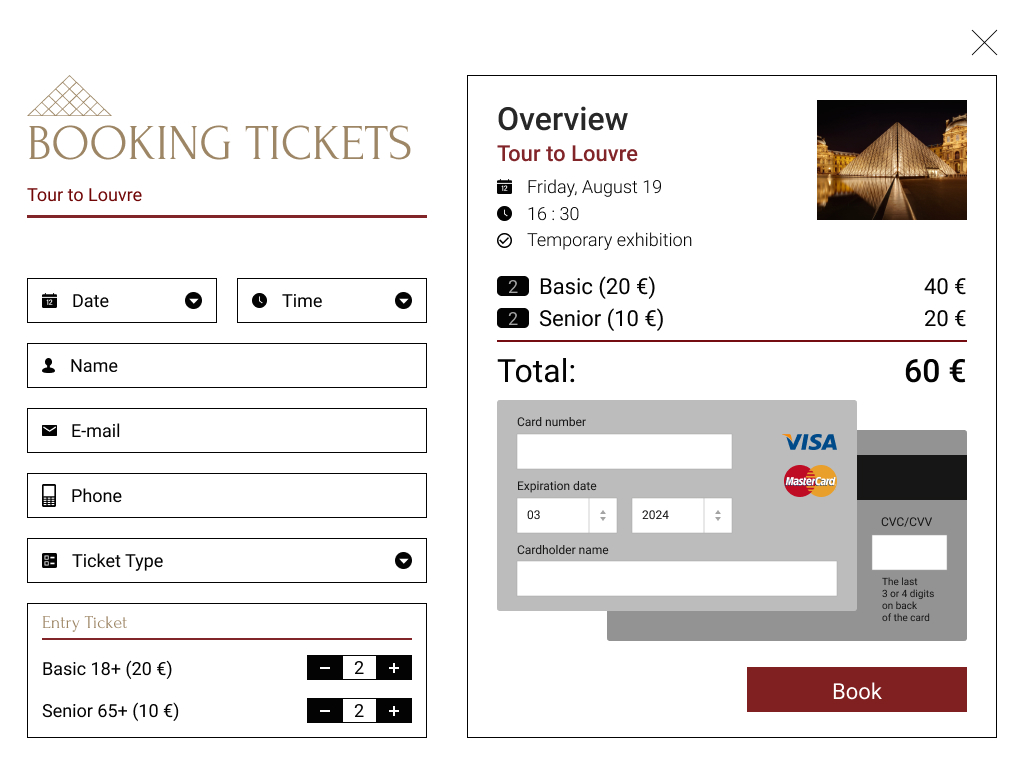 BOOKING TICKETS
Tour to Louvre
12 Date
Time
Name
E-mail
Phone
Ticket Type
Entry Ticket
Basic 18+ (20 €) − 2 +
Senior 65+ (10 €) − 2 +
Overview
Tour to Louvre
12 Friday, August 19
16 : 30
Temporary exhibition
2 Basic (20 €) 40 €
2 Senior (10 €) 20 €
Total: 60 €
Card number
VISA
MasterCard
Expiration date
03 2024
Cardholder name
CVC/CVV
The last
3 or 4 digits
on back
of the card
Book